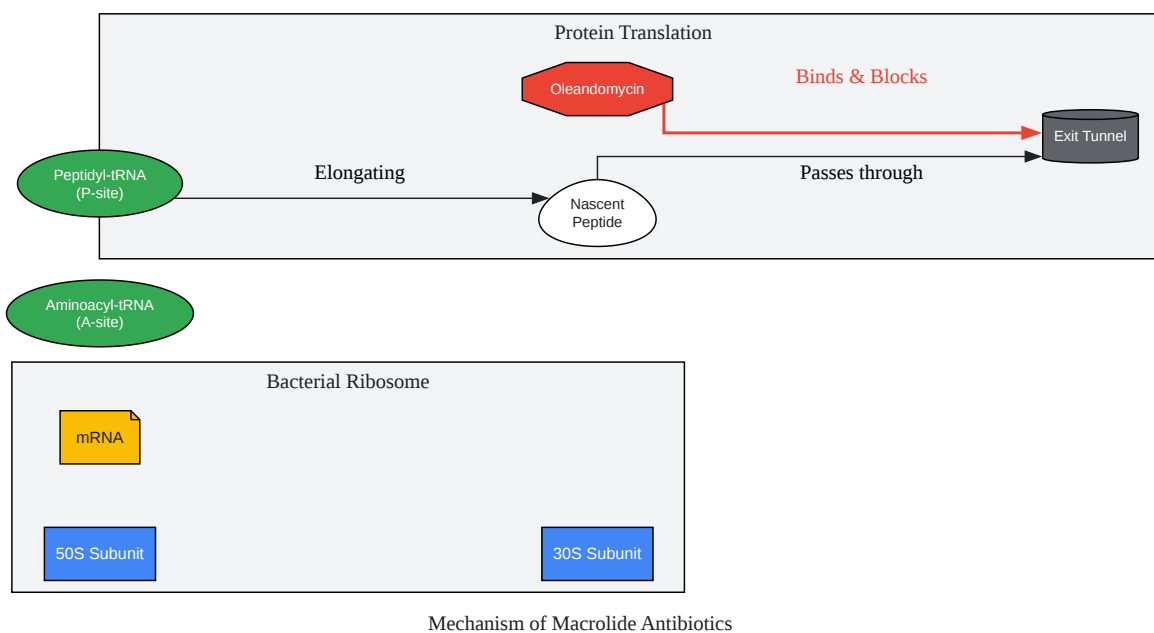 Protein Translation
Oleandomycin
Binds & Blocks
Exit Tunnel
Peptidyl-tRNA
(P-site)
Elongating
Nascent
Peptide
Passes through
Aminoacyl-tRNA
(A-site)
Bacterial Ribosome
mRNA
50S Subunit
30S Subunit
Mechanism of Macrolide Antibiotics